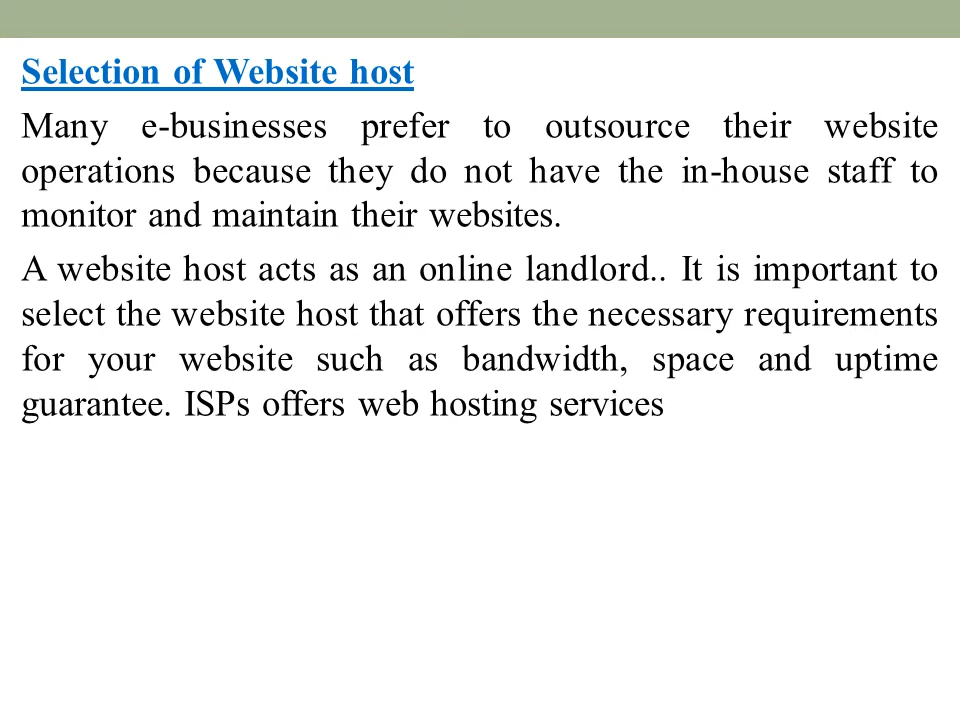 Selection of Website host
Many e-businesses prefer to outsource their website
operations because they do not have the in-house staff to
monitor and maintain their websites.
A website host acts as an online landlord.. It is important to
select the website host that offers the necessary requirements
for your website such as bandwidth, space and uptime
guarantee. ISPs offers web hosting services